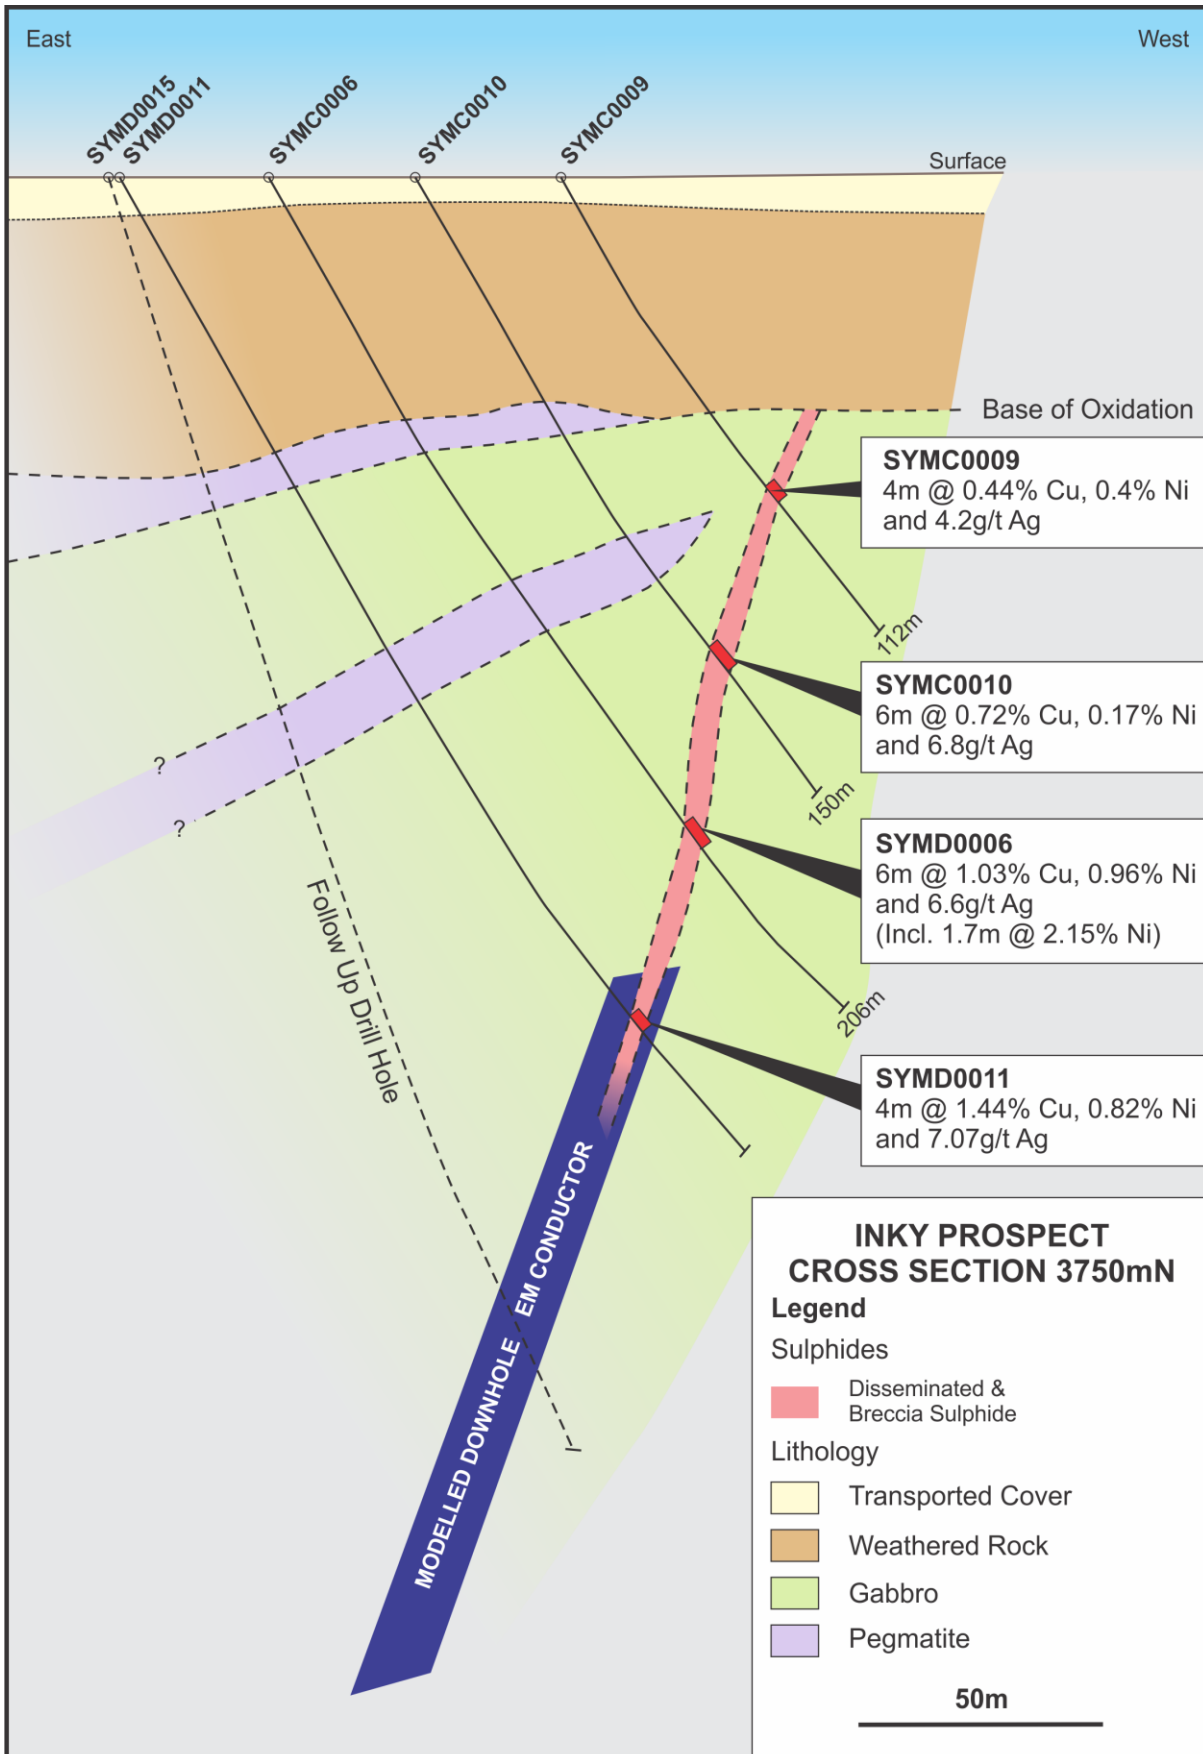 East
West
SYMD0015
SYMD0011
SYMC0006
SYMC0010
SYMC0009
Surface
Base of Oxidation
SYMC0009
4m @ 0.44% Cu, 0.4% Ni
and 4.2g/t Ag
112m
SYMC0010
6m @ 0.72% Cu, 0.17% Ni
and 6.8g/t Ag
150m
?
?
SYMD0006
6m @ 1.03% Cu, 0.96% Ni
and 6.6g/t Ag
(Incl. 1.7m @ 2.15% Ni)
206m
Follow Up Drill Hole
SYMD0011
4m @ 1.44% Cu, 0.82% Ni
and 7.07g/t Ag
MODELLED DOWNHOLE EM CONDUCTOR
INKY PROSPECT
CROSS SECTION 3750mN
Legend
Sulphides
Disseminated &
Breccia Sulphide
Lithology
Transported Cover
Weathered Rock
Gabbro
Pegmatite
50m